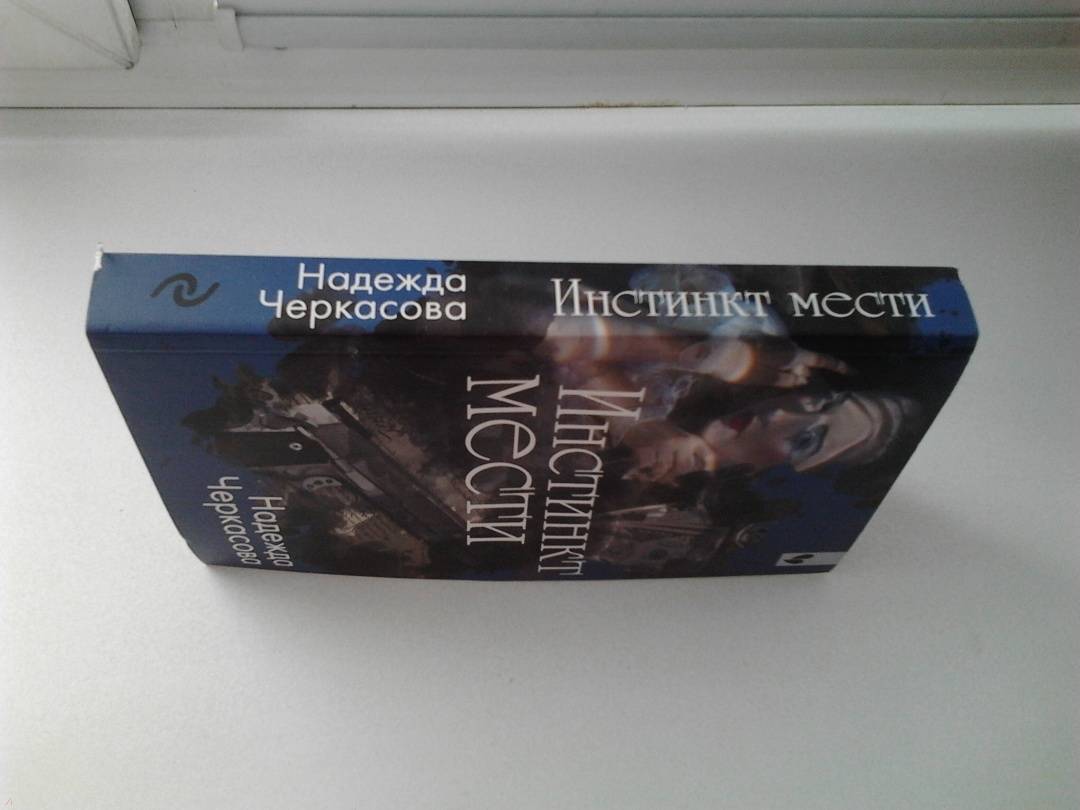 Надежда
Черкасова
Инстинкт мести
Инстинкт
мести
Надежда
Черкасова